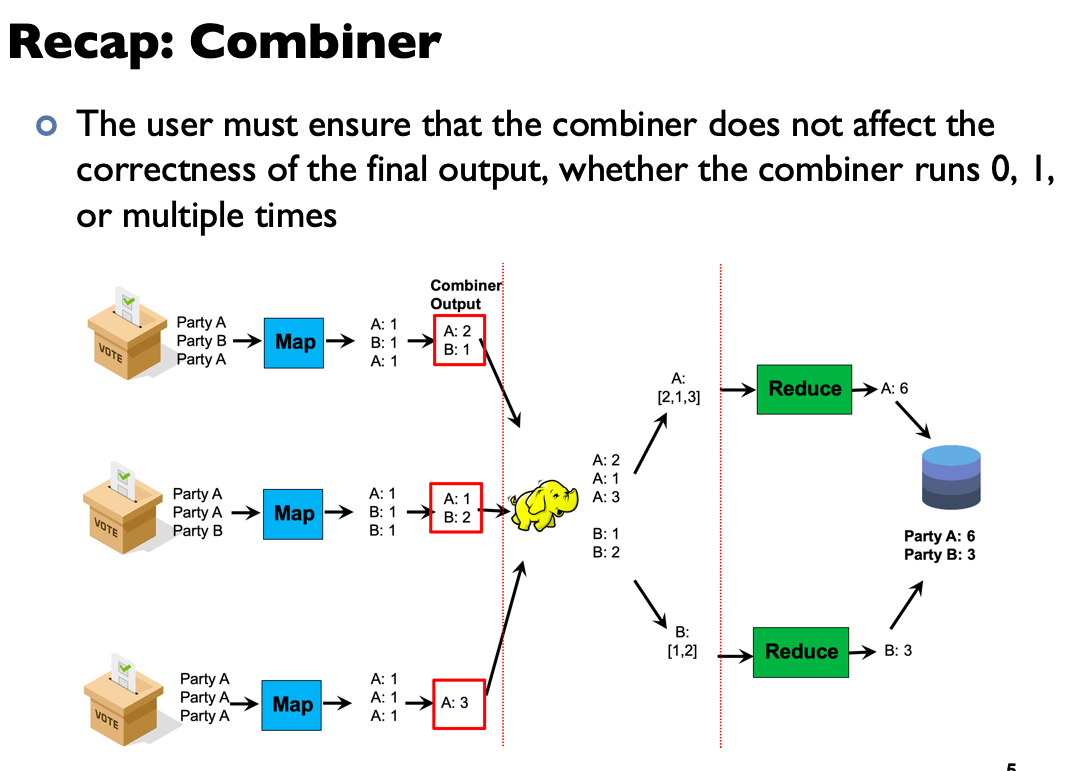 Recap: Combiner
The user must ensure that the combiner does not affect the
correctness of the final output, whether the combiner runs 0, 1,
or multiple times
Combiner
Output
VOTE
Party A
Party B
Party A
Map
A: 1
B: 1
A: 1
A: 2
B: 1
VOTE
Party A
Party A
Party B
Map
A: 1
B: 1
B: 1
A: 1
B: 2
VOTE
Party A
Party A
Party A
Map
A: 1
A: 1
A: 1
A: 3
A: 2
A: 1
A: 3
B: 1
B: 2
A:
[2,1,3]
Reduce
A: 6
B:
[1,2]
Reduce
B: 3
Party A: 6
Party B: 3
5